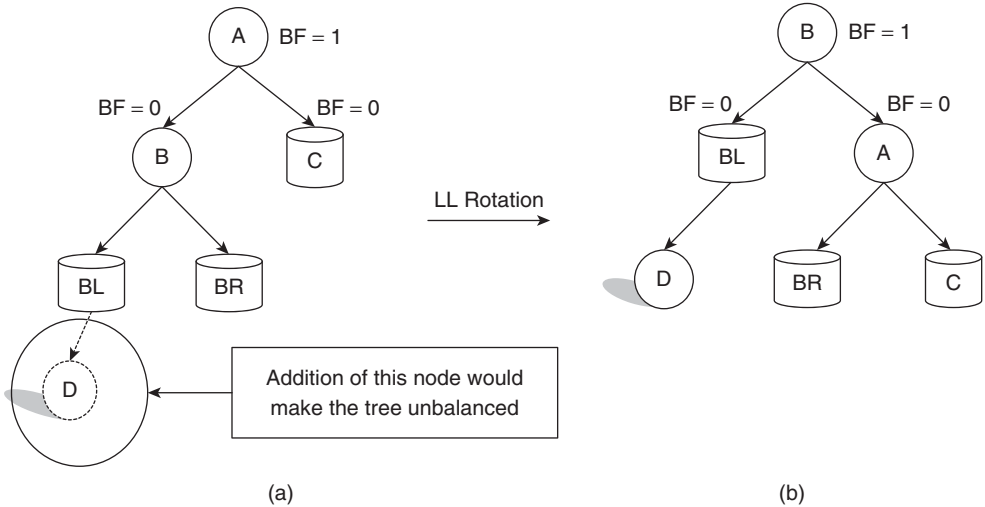 A BF = 1
BF = 0 BF = 0
B C
BL BR
D
Addition of this node would
make the tree unbalanced
(a)
LL Rotation
B BF = 1
BF = 0 BF = 0
BL A
D BR C
(b)